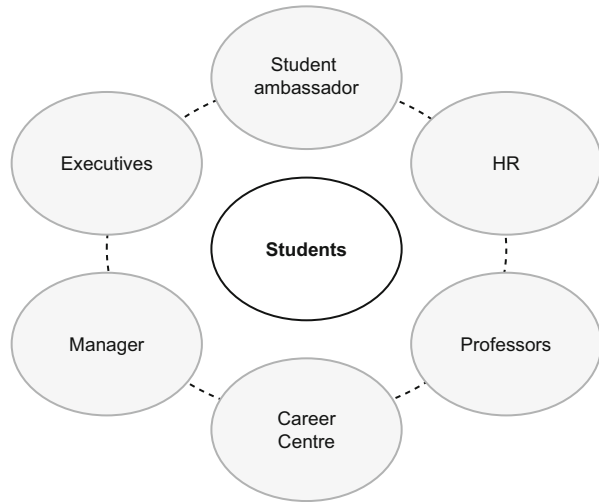 Student
ambassador
Executives
HR
Students
Manager
Professors
Career
Centre